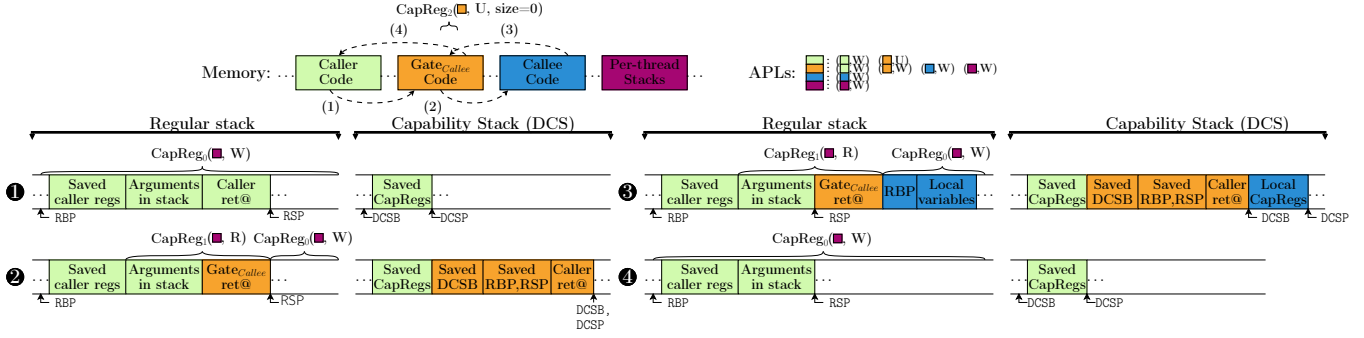 CapReg2(, U, size=0)
(4) (3)
Memory: ... Caller Code GateCallee Code Callee Code Per-thread Stacks ...
(1) (2)
APLs:
: (,W) (,U)
: (,W) (,W) (,W) (,W)
: (,W)
: (,W)
Regular stack Capability Stack (DCS)
CapReg0(, W)
1 ... Saved caller regs Arguments in stack Caller ret@ ... Saved CapRegs ...
RBP RSP DCSB DCSP
CapReg1(, R) CapReg0(, W)
2 ... Saved caller regs Arguments in stack GateCallee ret@ ... Saved CapRegs Saved DCSB Saved RBP,RSP Caller ret@ ...
RBP RSP DCSB, DCSP
Regular stack Capability Stack (DCS)
CapReg1(, R) CapReg0(, W)
3 ... Saved caller regs Arguments in stack GateCallee ret@ RBP Local variables ... Saved CapRegs Saved DCSB Saved RBP,RSP Caller ret@ Local CapRegs ...
RBP RSP DCSB DCSP
CapReg0(, W)
4 ... Saved caller regs Arguments in stack ... Saved CapRegs ...
RBP RSP DCSB DCSP